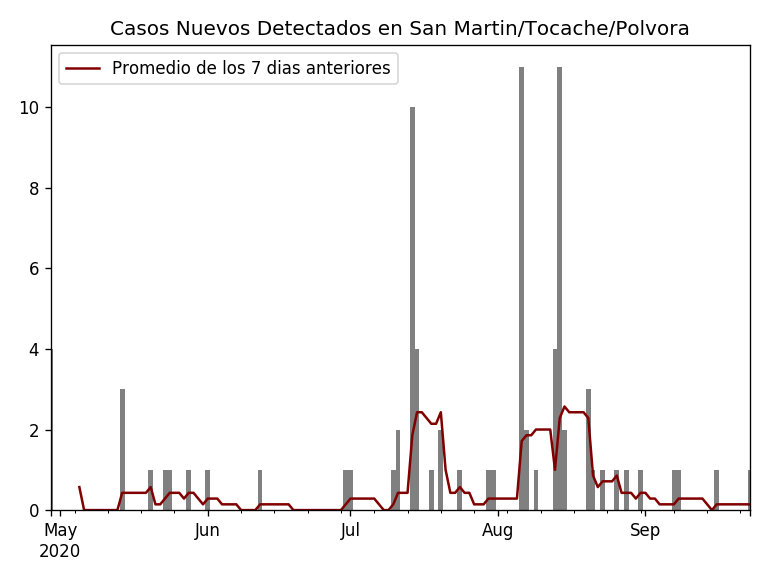 Casos Nuevos Detectados en San Martin/Tocache/Polvora
Promedio de los 7 dias anteriores
10
8
6
4
2
0
May Jun Jul Aug Sep
2020